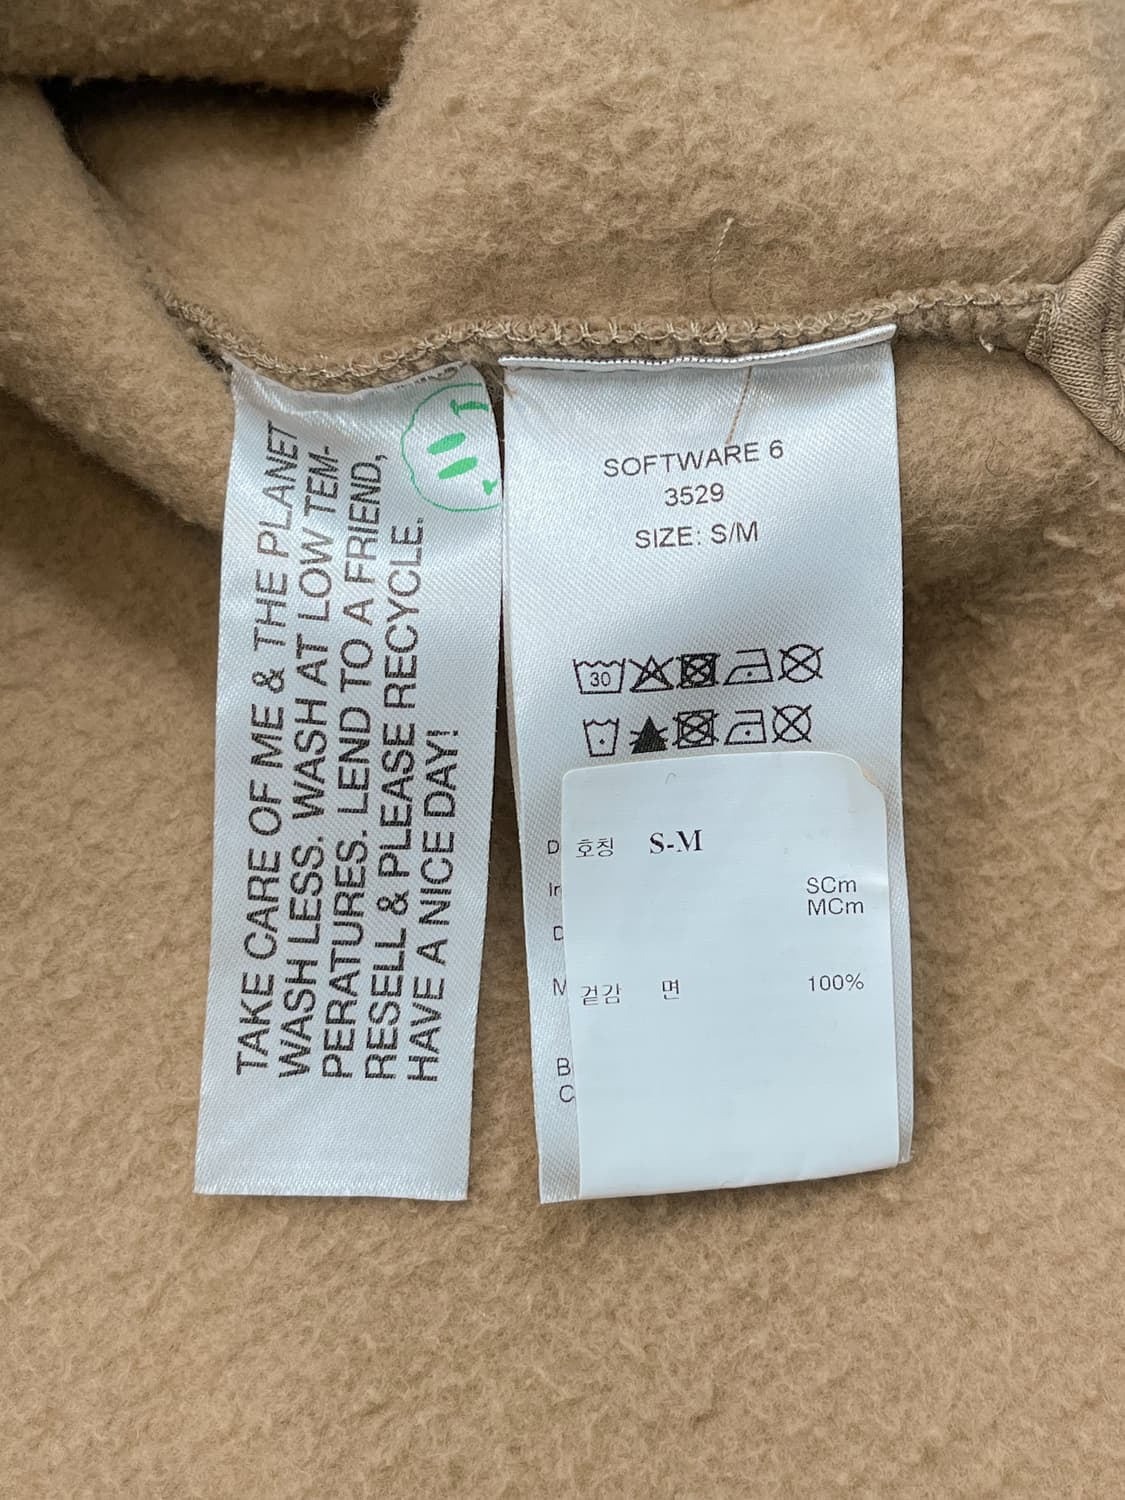 TAKE CARE OF ME & THE PLANET
WASH LESS. WASH AT LOW TEM-
PERATURES. LEND TO A FRIEND,
RESELL & PLEASE RECYCLE.
HAVE A NICE DAY!
SOFTWARE 6
3529
SIZE: S/M
30
호칭 S-M
SCm
MCm
겉감 면 100%